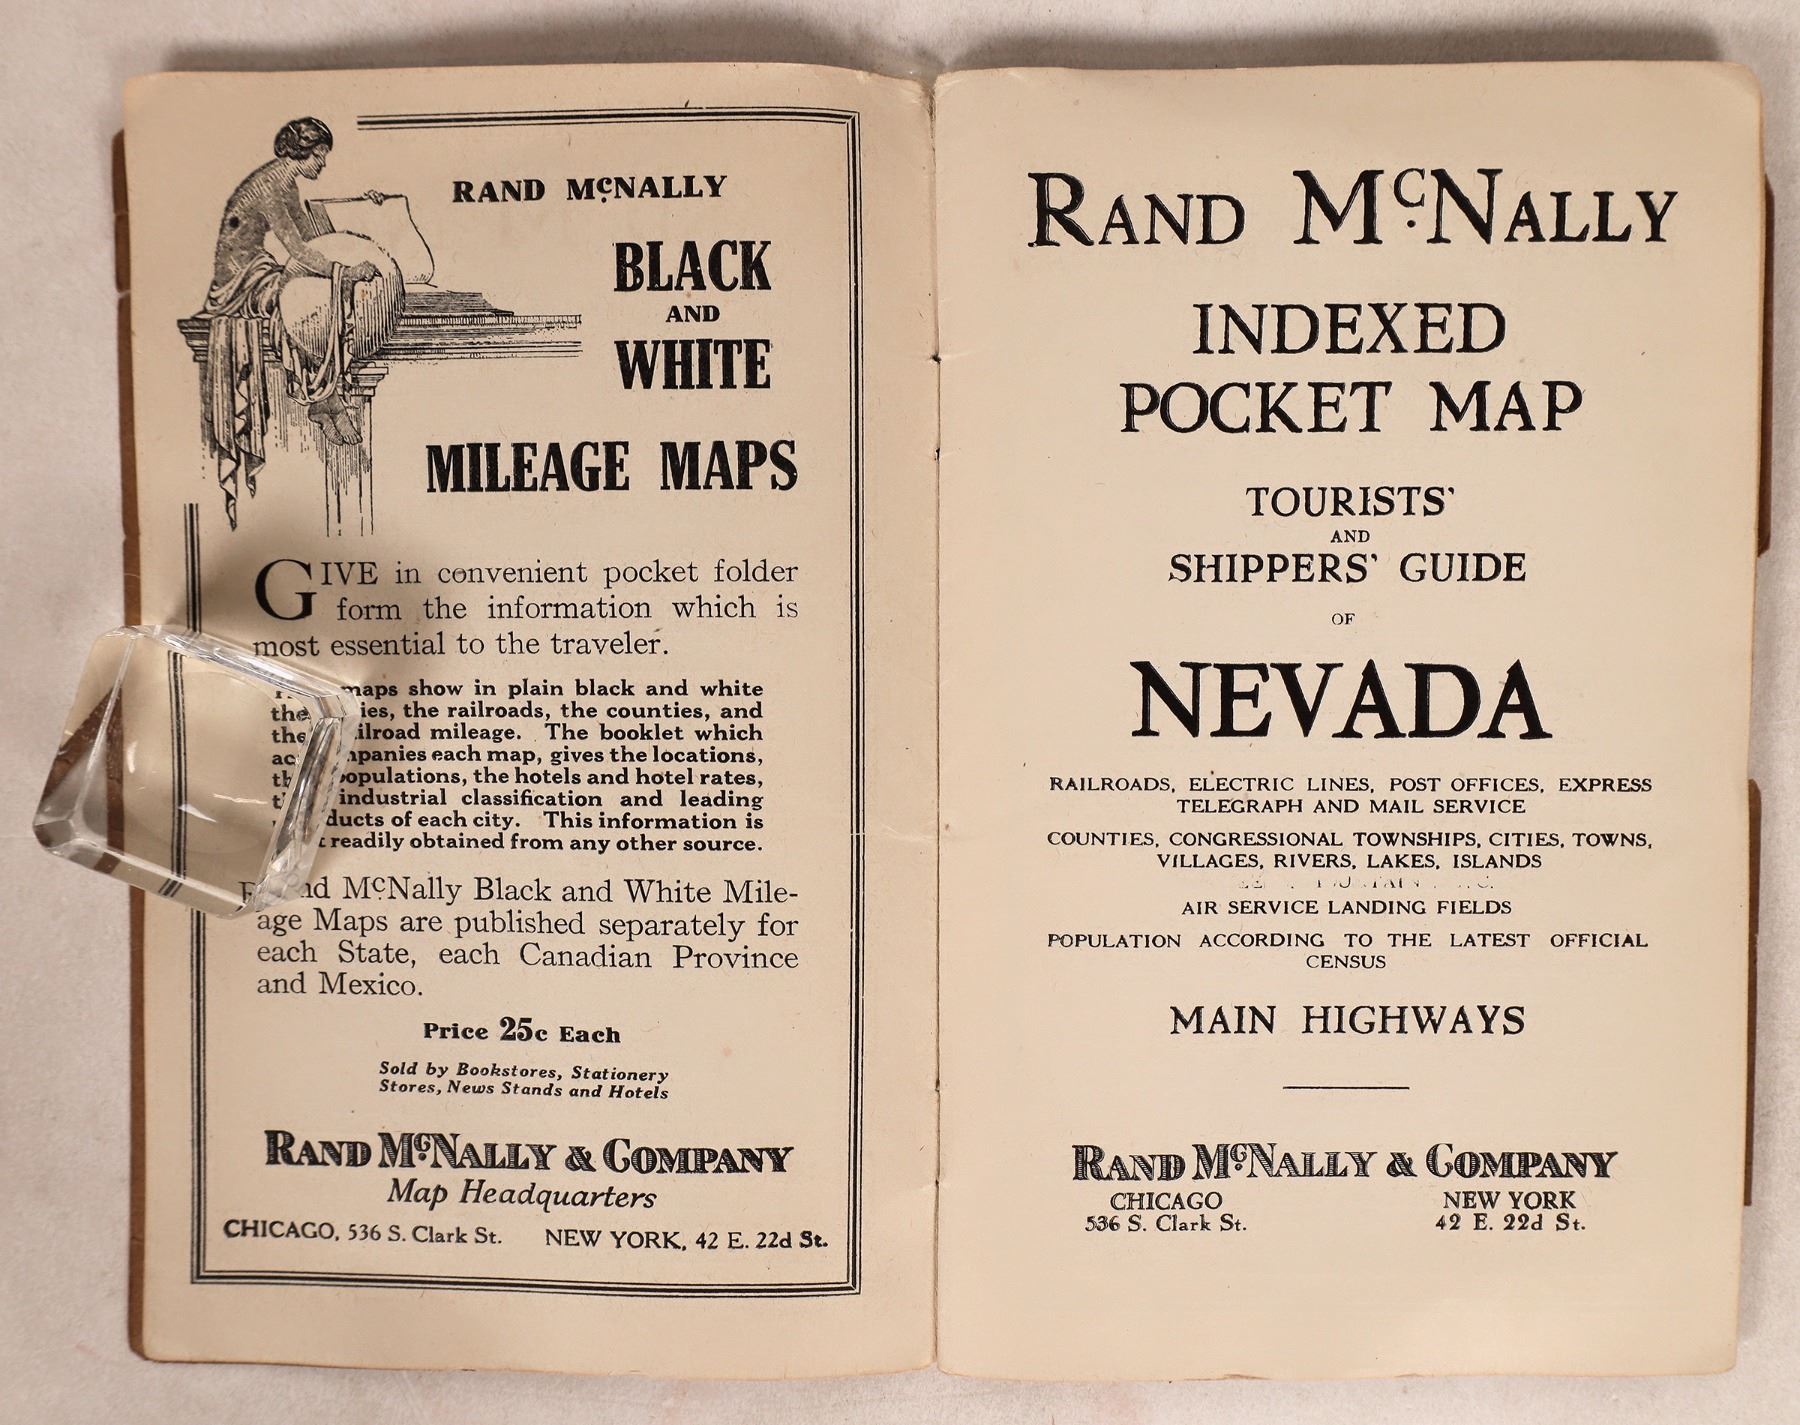 RAND McNALLY
BLACK
AND
WHITE
MILEAGE MAPS
GIVE in convenient pocket folder
form the information which is
most essential to the traveler.
maps show in plain black and white
the the railroads, the counties, and
the mileage. The booklet which
each map, gives the locations,
the hotels and hotel rates,
industrial classification and leading
of each city. This information is
readily obtained from any other source.
McNally Black and White Mile-
age Maps are published separately for
each State, each Canadian Province
and Mexico.
Price 25c Each
Sold by Bookstores, Stationery
Stores, News Stands and Hotels
RAND McNALLY & COMPANY
Map Headquarters
CHICAGO, 536 S. Clark St. NEW YORK, 42 E. 22d St.
RAND McNALLY
INDEXED
POCKET MAP
TOURISTS'
AND
SHIPPERS' GUIDE
OF
NEVADA
RAILROADS, ELECTRIC LINES, POST OFFICES, EXPRESS
TELEGRAPH AND MAIL SERVICE
COUNTIES, CONGRESSIONAL TOWNSHIPS, CITIES, TOWNS,
VILLAGES, RIVERS, LAKES, ISLANDS
AIR SERVICE LANDING FIELDS
POPULATION ACCORDING TO THE LATEST OFFICIAL
CENSUS
MAIN HIGHWAYS
RAND McNALLY & COMPANY
CHICAGO NEW YORK
536 S. Clark St. 42 E. 22d St.